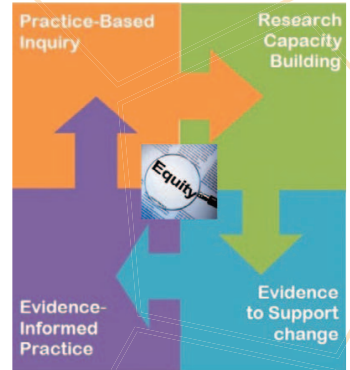 Practice-Based
Inquiry
Research
Capacity
Building
Equity
Evidence-
Informed
Practice
Evidence
to Support
change